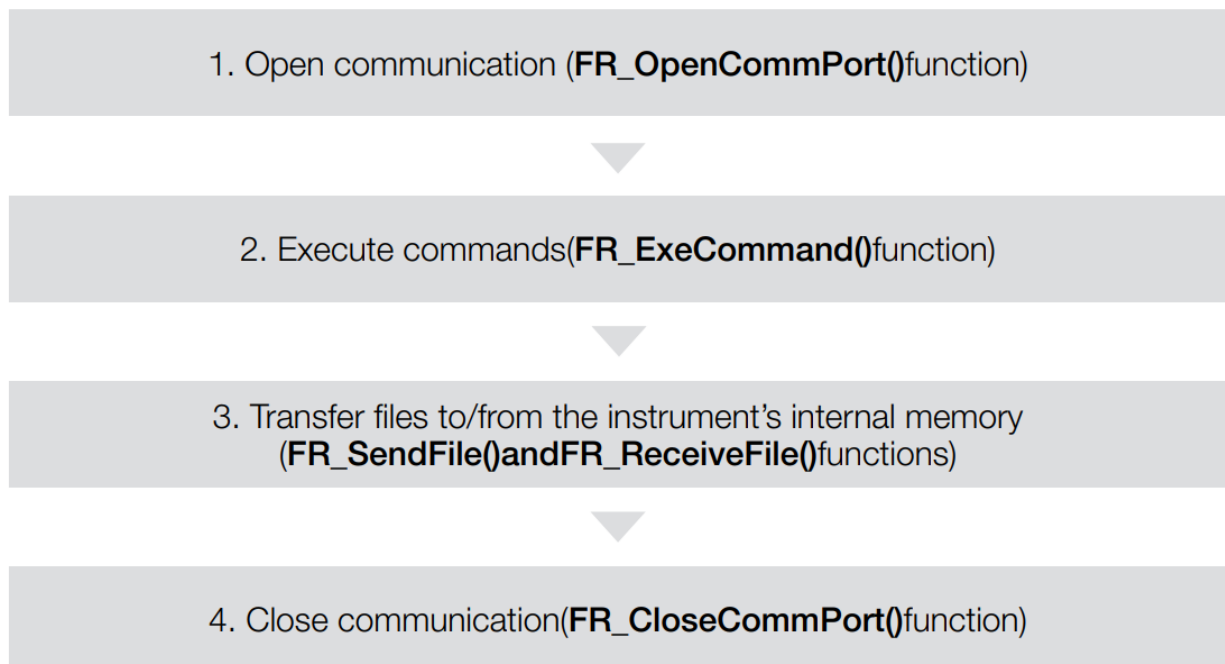 1. Open communication (FR_OpenCommPort()function)
2. Execute commands(FR_ExeCommand()function)
3. Transfer files to/from the instrument's internal memory
(FR_SendFile()andFR_ReceiveFile()functions)
4. Close communication(FR_CloseCommPort()function)